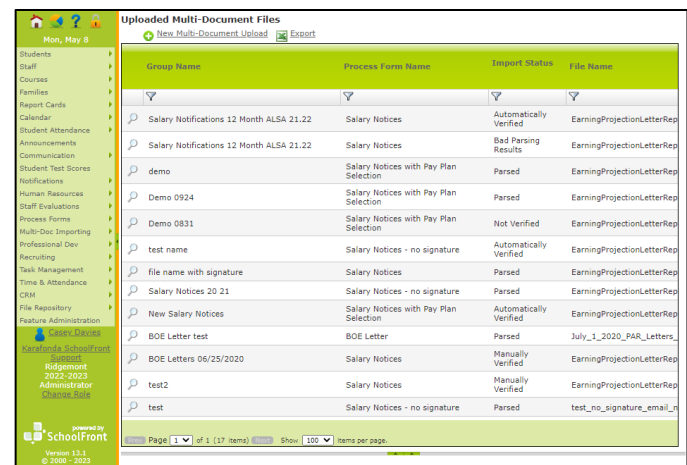 Uploaded Multi-Document Files
New Multi-Document Upload Export
Mon, May 8
Students
Staff
Courses
Families
Report Cards
Calendar
Student Attendance
Announcements
Communication
Student Test Scores
Notifications
Human Resources
Staff Evaluations
Process Forms
Multi-Doc Importing
Professional Dev
Recruiting
Task Management
Time & Attendance
CRM
File Repository
Feature Administration
Casey Davies
Karafonda SchoolFront
Support
Ridgemont
2022-2023
Administrator
Change Role
powered by
SchoolFront
Version 13.1
© 2000 - 2023
Group Name Process Form Name Import Status File Name
Salary Notifications 12 Month ALSA 21.22 Salary Notices Automatically Verified EarningProjectionLetterRep
Salary Notifications 12 Month ALSA 21.22 Salary Notices Bad Parsing Results EarningProjectionLetterRep
demo Salary Notices with Pay Plan Selection Parsed EarningProjectionLetterRep
Demo 0924 Salary Notices with Pay Plan Selection Parsed EarningProjectionLetterRep
Demo 0831 Salary Notices with Pay Plan Selection Not Verified EarningProjectionLetterRep
test name Salary Notices - no signature Automatically Verified EarningProjectionLetterRep
file name with signature Salary Notices Parsed EarningProjectionLetterRep
Salary Notices 20 21 Salary Notices - no signature Parsed EarningProjectionLetterRep
New Salary Notices Salary Notices with Pay Plan Selection Automatically Verified EarningProjectionLetterRep
BOE Letter test BOE Letter Parsed July_1_2020_PAR_Letters_
BOE Letters 06/25/2020 Salary Notices Manually Verified EarningProjectionLetterRep
test2 Salary Notices Manually Verified EarningProjectionLetterRep
test Salary Notices - no signature Parsed test_no_signature_email_n
Prev Page 1 of 1 (17 items) Next Show 100 items per page.